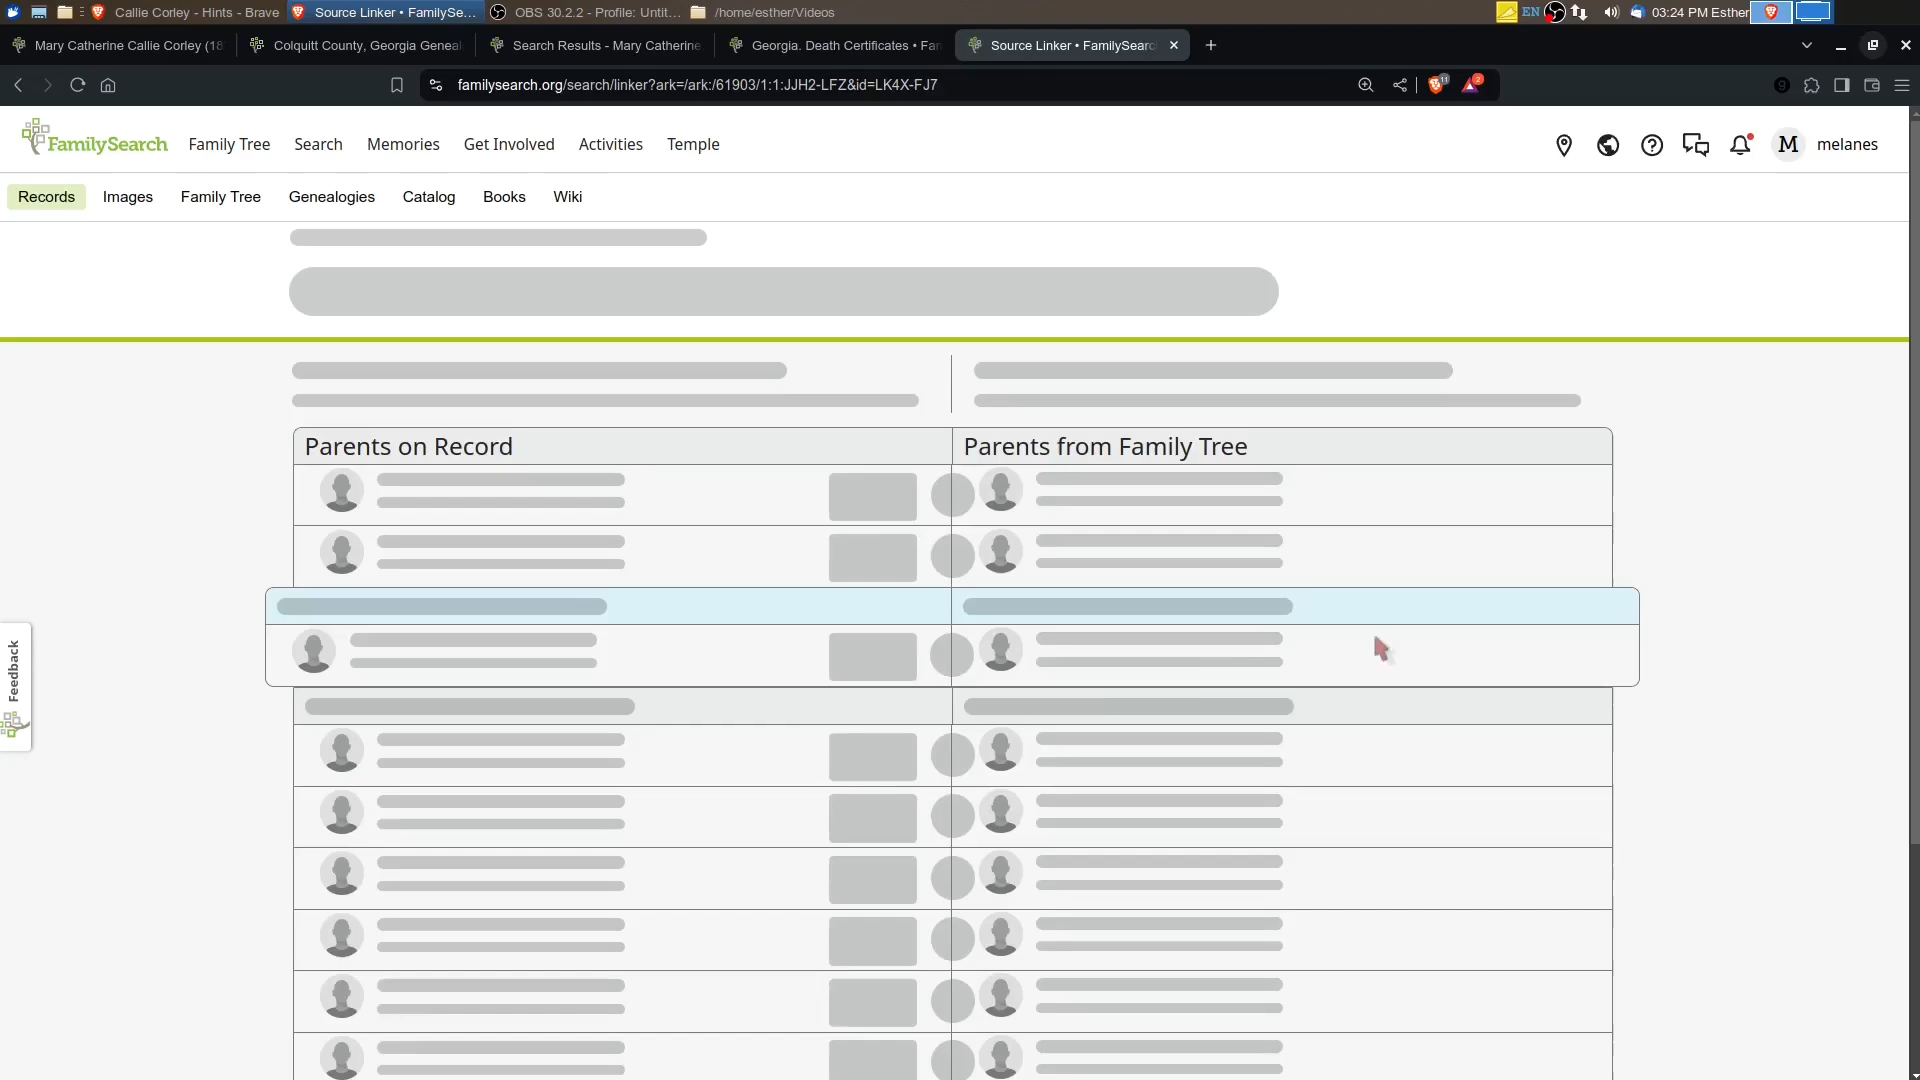 Callie Corley - Hints - Brave
Source Linker • FamilySe...
OBS 30.2.2 - Profile: Untit...
/home/esther/Videos
EN
03:24 PM Esther
Mary Catherine Callie Corley (18
Colquitt County, Georgia Geneal
Search Results - Mary Catherine
Georgia. Death Certificates • Fam
Source Linker • FamilySearc
familysearch.org/search/linker?ark=/ark:/61903/1:1:JJH2-LFZ&id=LK4X-FJ7
11
2
9
FamilySearch
Family Tree
Search
Memories
Get Involved
Activities
Temple
M
melanes
Records
Images
Family Tree
Genealogies
Catalog
Books
Wiki
Parents on Record
Parents from Family Tree
Feedback